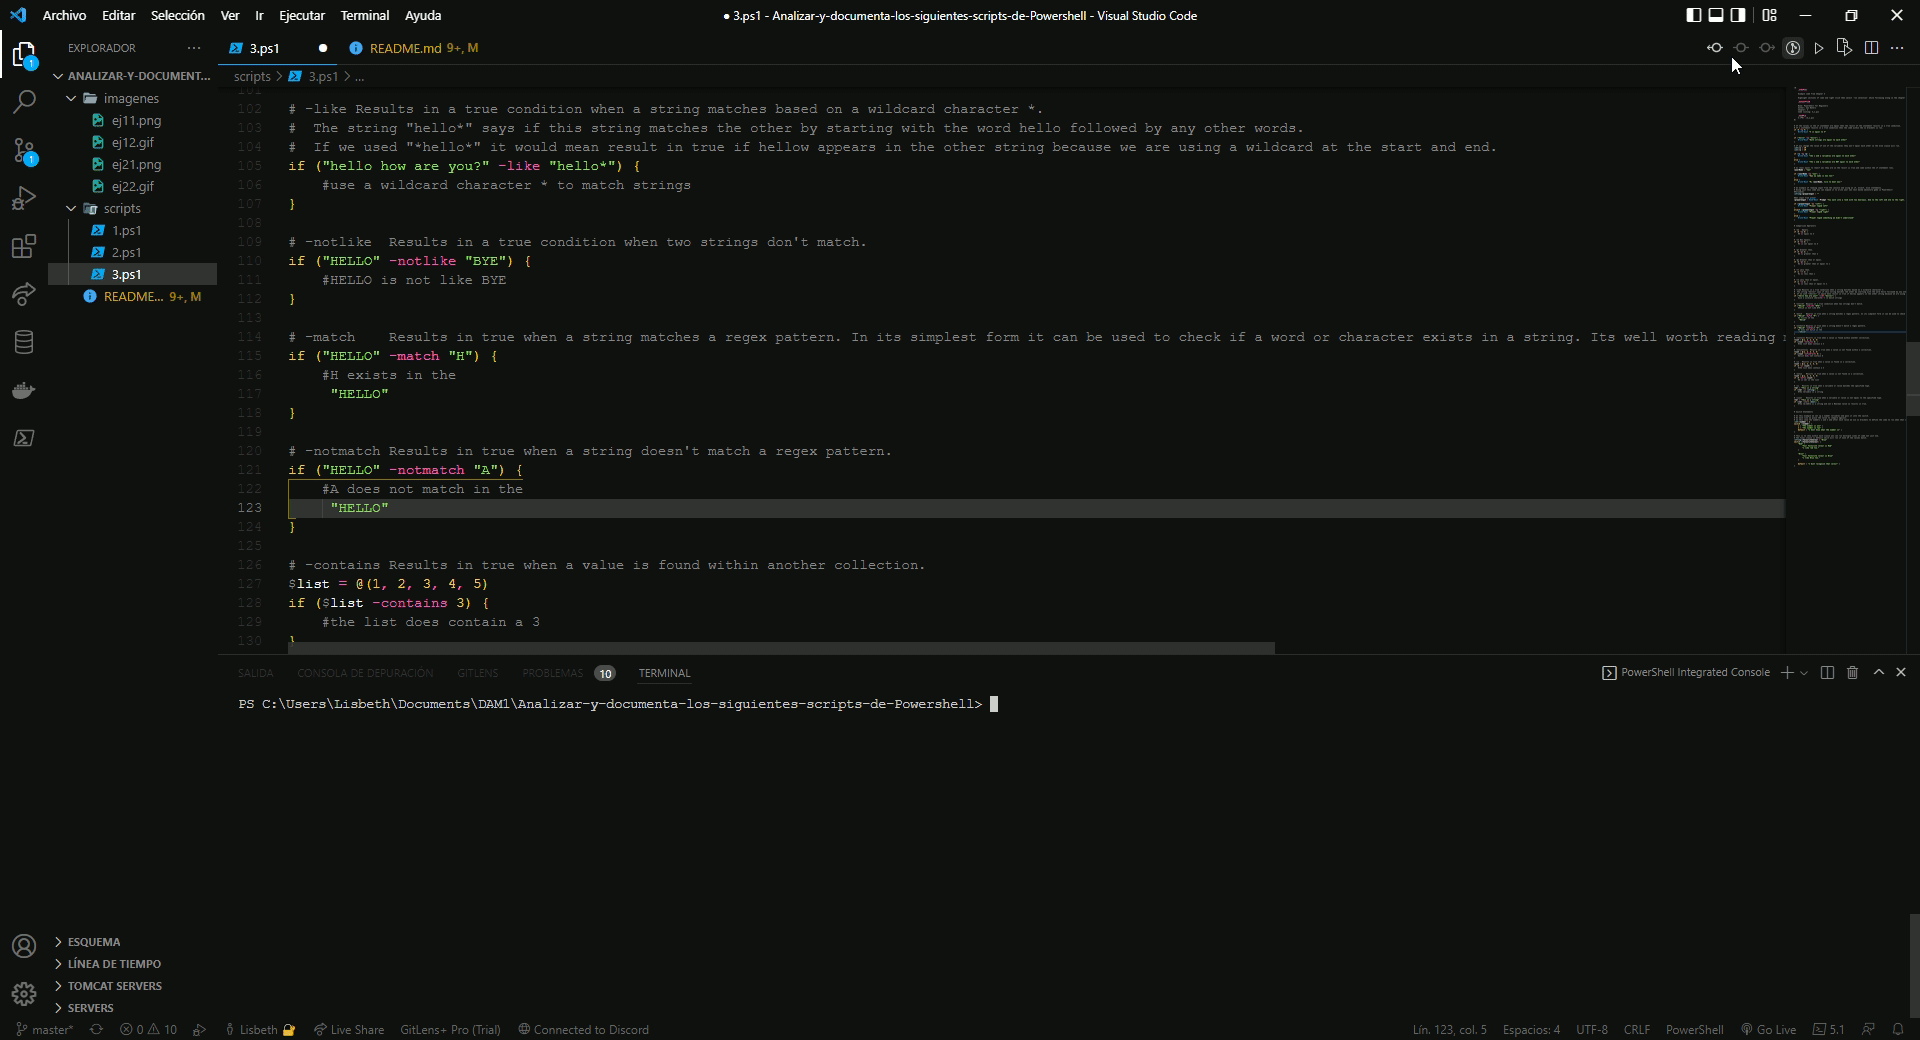 Archivo Editar Selección Ver Ir Ejecutar Terminal Ayuda
● 3.ps1 - Analizar-y-documenta-los-siguientes-scripts-de-Powershell - Visual Studio Code
EXPLORADOR ···
3.ps1 ●
README.md 9+, M
ANALIZAR-Y-DOCUMENT...
imagenes
ej11.png
ej12.gif
ej21.png
ej22.gif
scripts
1.ps1
2.ps1
3.ps1
README... 9+, M
1
1
scripts > 3.ps1 > ...
101
102 # -like Results in a true condition when a string matches based on a wildcard character *.
103 # The string "hello*" says if this string matches the other by starting with the word hello followed by any other words.
104 # If we used "*hello*" it would mean result in true if hellow appears in the other string because we are using a wildcard at the start and end.
105 if ("hello how are you?" -like "hello*") {
106 #use a wildcard character * to match strings
107 }
108
109 # -notlike Results in a true condition when two strings don't match.
110 if ("HELLO" -notlike "BYE") {
111 #HELLO is not like BYE
112 }
113
114 # -match Results in true when a string matches a regex pattern. In its simplest form it can be used to check if a word or character exists in a string. Its well worth reading
115 if ("HELLO" -match "H") {
116 #H exists in the
117 "HELLO"
118 }
119
120 # -notmatch Results in true when a string doesn't match a regex pattern.
121 if ("HELLO" -notmatch "A") {
122 #A does not match in the
123 "HELLO"
124 }
125
126 # -contains Results in true when a value is found within another collection.
127 $list = @(1, 2, 3, 4, 5)
128 if ($list -contains 3) {
129 #the list does contain a 3
130 }
SALIDA CONSOLA DE DEPURACIÓN GITLENS PROBLEMAS 10 TERMINAL
PowerShell Integrated Console
PS C:\Users\Lisbeth\Documents\DAM1\Analizar-y-documenta-los-siguientes-scripts-de-Powershell>
ESQUEMA
LÍNEA DE TIEMPO
TOMCAT SERVERS
SERVERS
master* 0 10 Lisbeth Live Share GitLens+ Pro (Trial) Connected to Discord
Lín. 123, col. 5 Espacios: 4 UTF-8 CRLF PowerShell Go Live 5.1